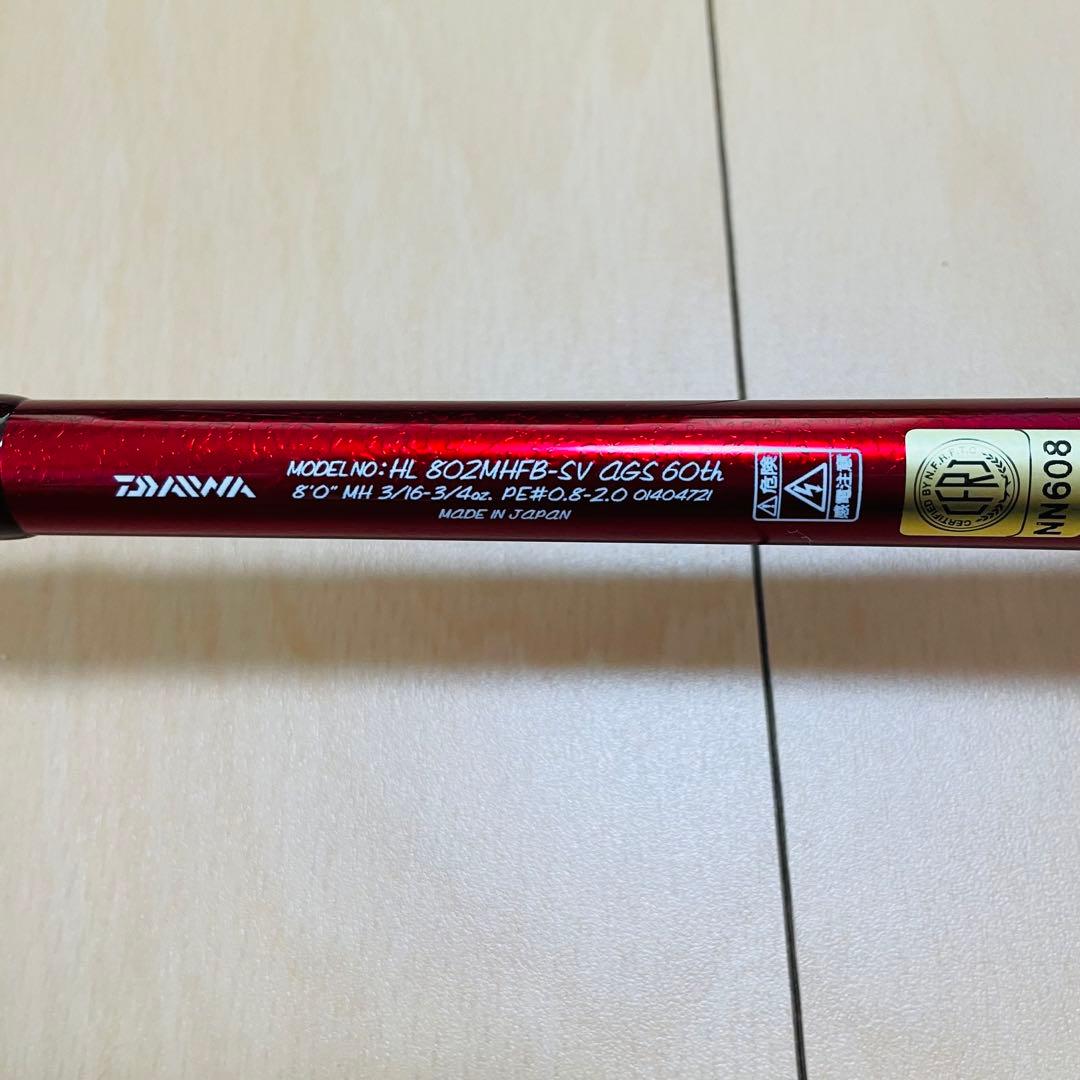 DAIWA
MODEL NO: HL 802MHFB-SV AGS 60th
8'0" MH 3/16-3/4oz. PE#0.8-2.0 01404721
MADE IN JAPAN
危険
感電注意
CERTIFIED BY N.F.R.F.T.C.
CFRP
NN608